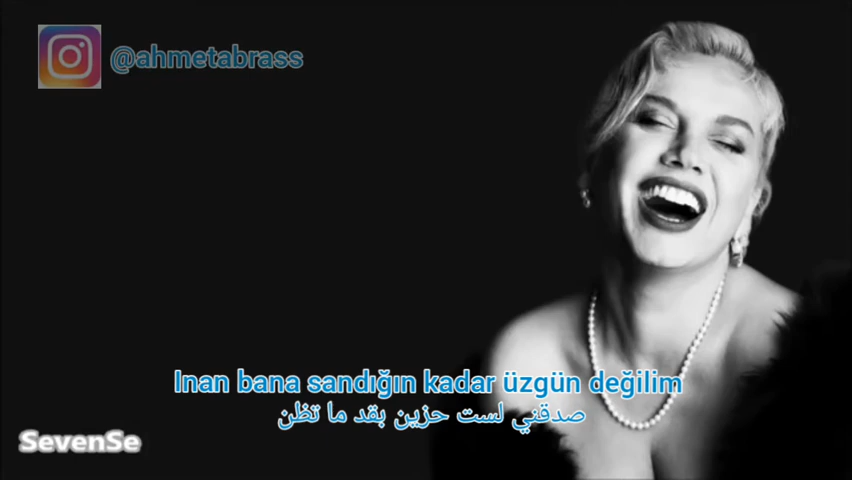 @ahmetabrass
Inan bana sandığın kadar üzgün değilim
صدقني لست حزين بقد ما تظن
SevenSe